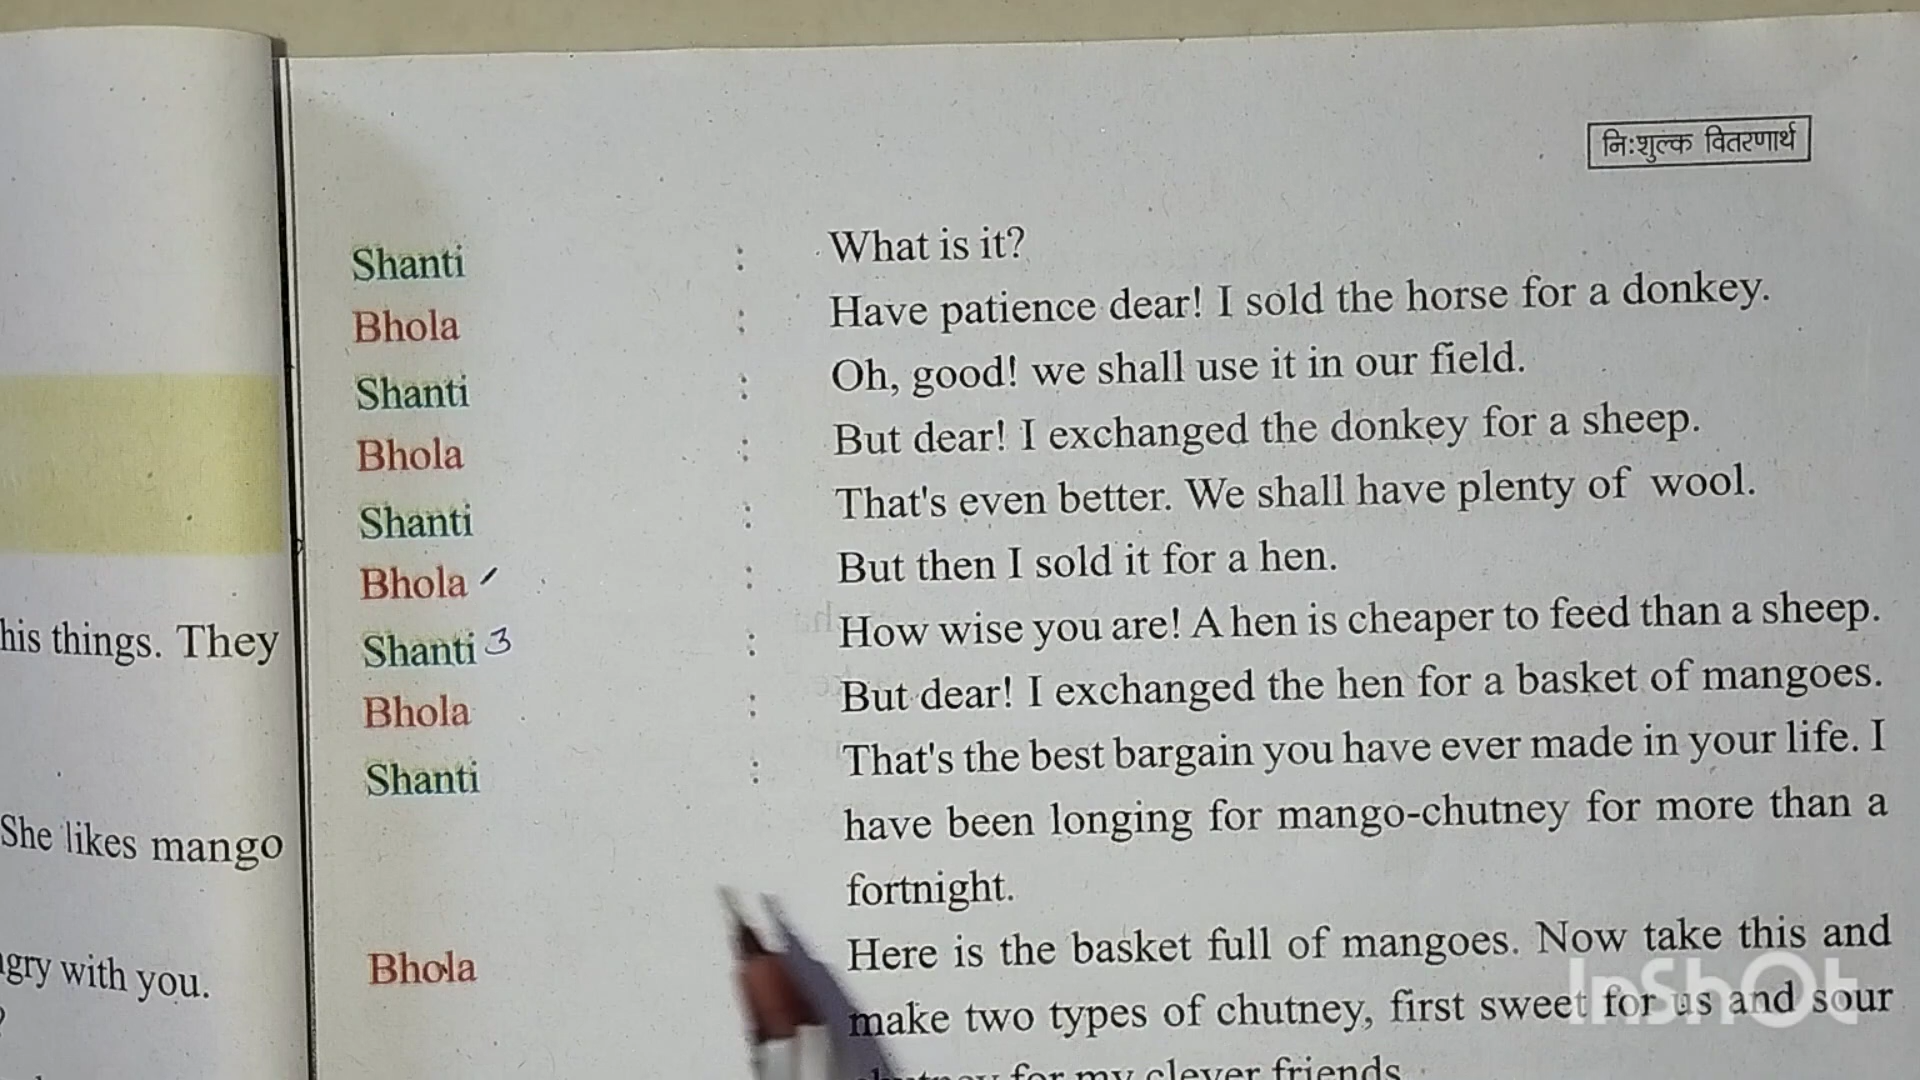 निःशुल्क वितरणार्थ
Shanti : What is it?
Bhola : Have patience dear! I sold the horse for a donkey.
Shanti : Oh, good! we shall use it in our field.
Bhola : But dear! I exchanged the donkey for a sheep.
Shanti : That's even better. We shall have plenty of wool.
Bhola : But then I sold it for a hen.
his things. They
Shanti 3 : How wise you are! A hen is cheaper to feed than a sheep.
Bhola : But dear! I exchanged the hen for a basket of mangoes.
Shanti : That's the best bargain you have ever made in your life. I
She likes mango
have been longing for mango-chutney for more than a
fortnight.
with you.
Bhola Here is the basket full of mangoes. Now take this and
make two types of chutney, first sweet for us and sour
for my clever friends
InShOt